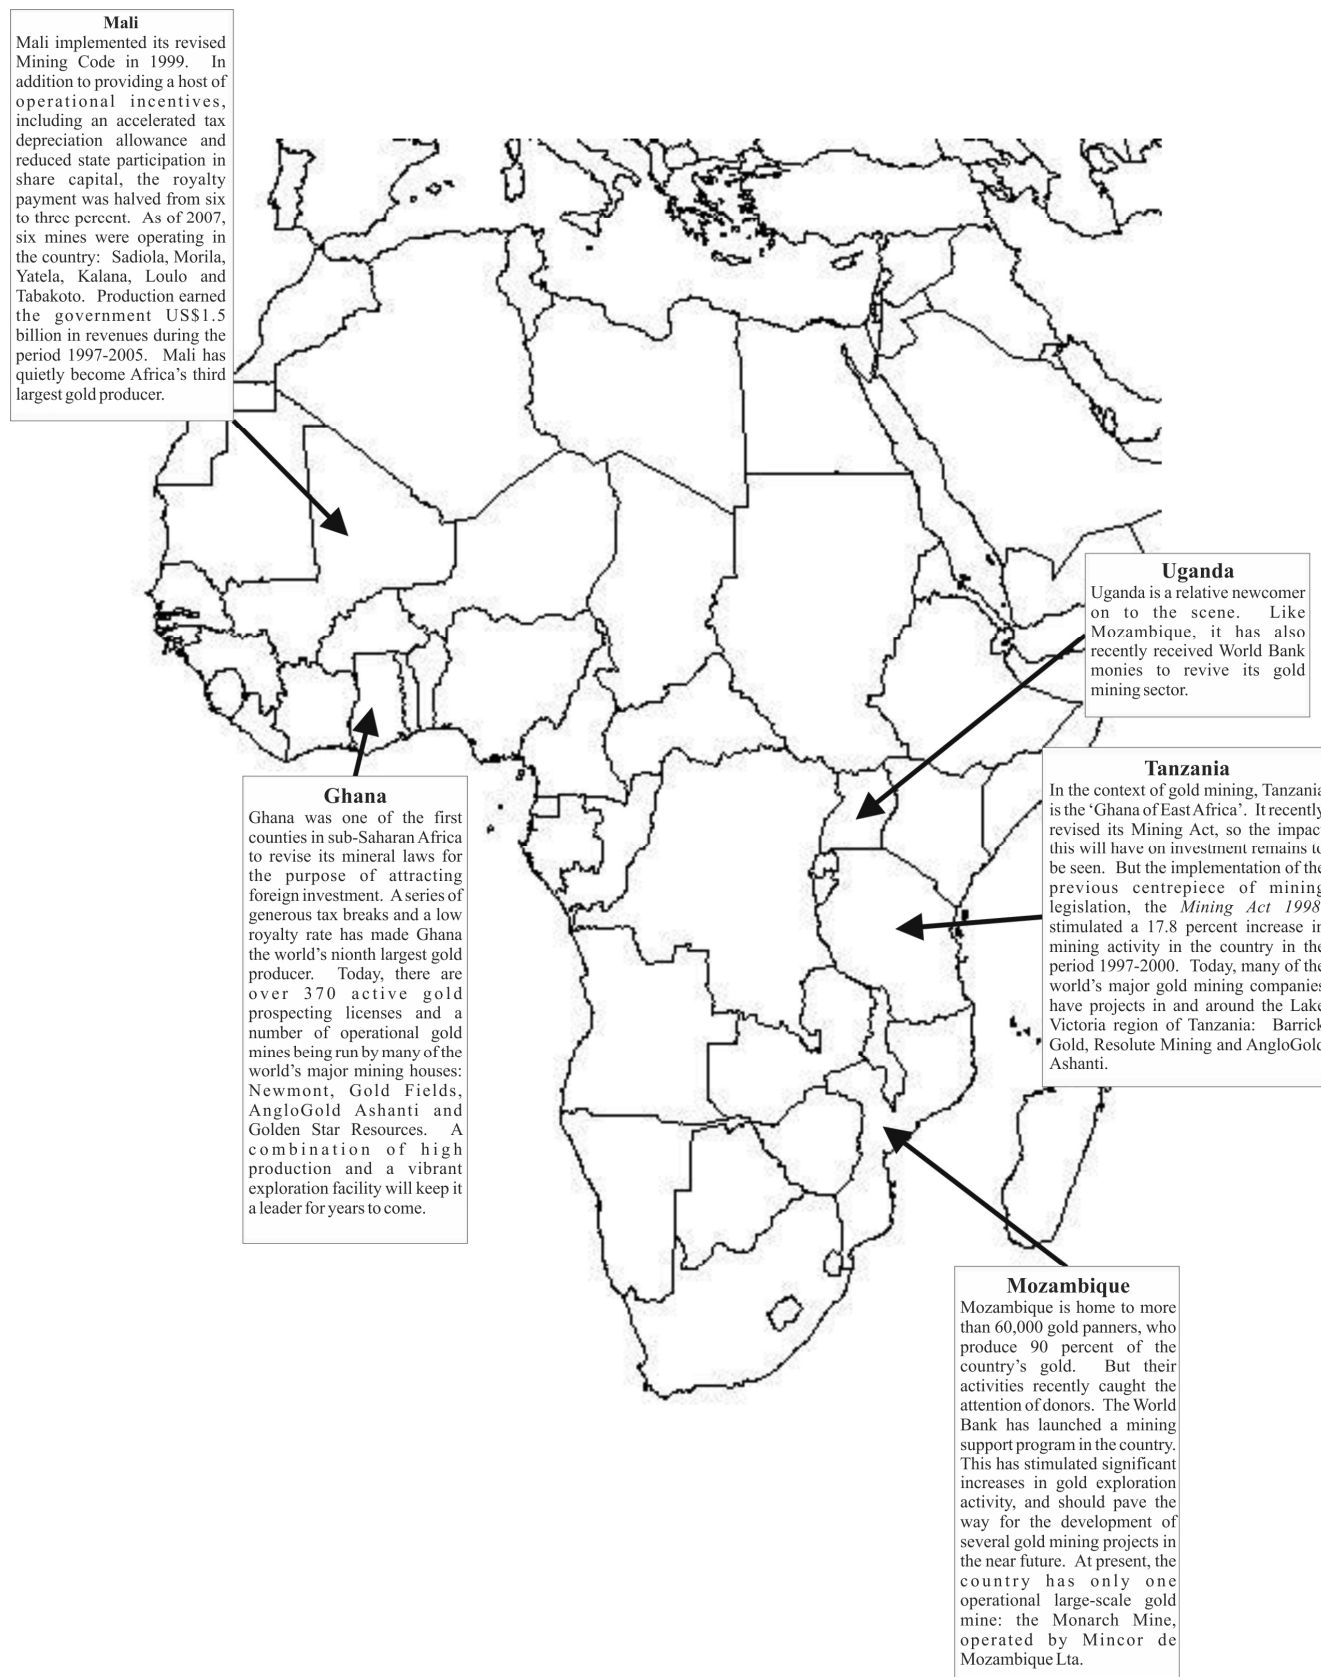 Mali
Mali implemented its revised
Mining Code in 1999. In
addition to providing a host of
operational incentives,
including an accelerated tax
depreciation allowance and
reduced state participation in
share capital, the royalty
payment was halved from six
to three percent. As of 2007,
six mines were operating in
the country: Sadiola, Morila,
Yatela, Kalana, Loulo and
Tabakoto. Production earned
the government US$1.5
billion in revenues during the
period 1997-2005. Mali has
quietly become Africa's third
largest gold producer.
Uganda
Uganda is a relative newcomer
on to the scene. Like
Mozambique, it has also
recently received World Bank
monies to revive its gold
mining sector.
Tanzania
In the context of gold mining, Tanzania
is the 'Ghana of East Africa'. It recently
revised its Mining Act, so the impact
this will have on investment remains to
be seen. But the implementation of the
previous centrepiece of mining
legislation, the Mining Act 1998
stimulated a 17.8 percent increase in
mining activity in the country in the
period 1997-2000. Today, many of the
world's major gold mining companies
have projects in and around the Lake
Victoria region of Tanzania: Barrick
Gold, Resolute Mining and AngloGold
Ashanti.
Ghana
Ghana was one of the first
counties in sub-Saharan Africa
to revise its mineral laws for
the purpose of attracting
foreign investment. A series of
generous tax breaks and a low
royalty rate has made Ghana
the world's nionth largest gold
producer. Today, there are
over 370 active gold
prospecting licenses and a
number of operational gold
mines being run by many of the
world's major mining houses:
Newmont, Gold Fields,
AngloGold Ashanti and
Golden Star Resources. A
combination of high
production and a vibrant
exploration facility will keep it
a leader for years to come.
Mozambique
Mozambique is home to more
than 60,000 gold panners, who
produce 90 percent of the
country's gold. But their
activities recently caught the
attention of donors. The World
Bank has launched a mining
support program in the country.
This has stimulated significant
increases in gold exploration
activity, and should pave the
way for the development of
several gold mining projects in
the near future. At present, the
country has only one
operational large-scale gold
mine: the Monarch Mine,
operated by Mincor de
Mozambique Lta.